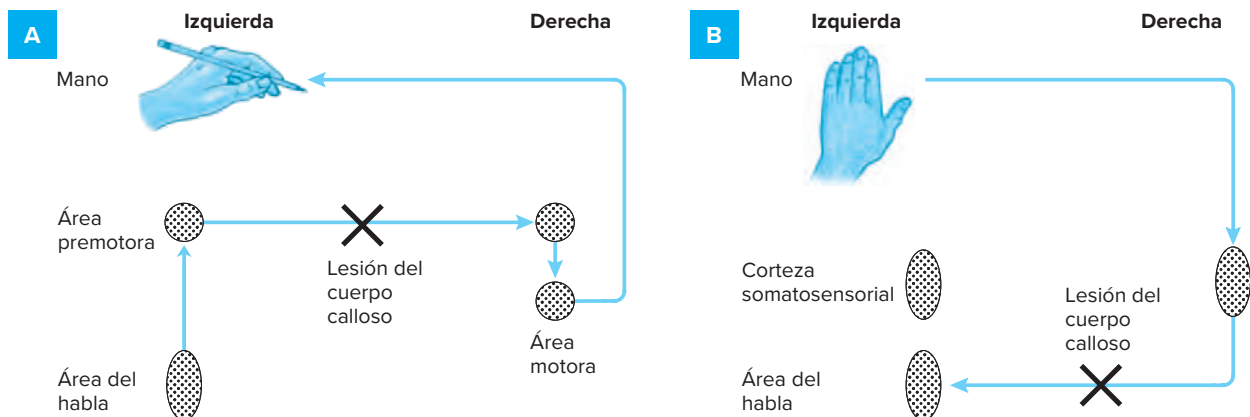 A
Izquierda
Derecha
Mano
Área
premotora
Lesión del
cuerpo
calloso
Área
motora
Área del
habla
B
Izquierda
Derecha
Mano
Corteza
somatosensorial
Lesión del
cuerpo
calloso
Área del
habla